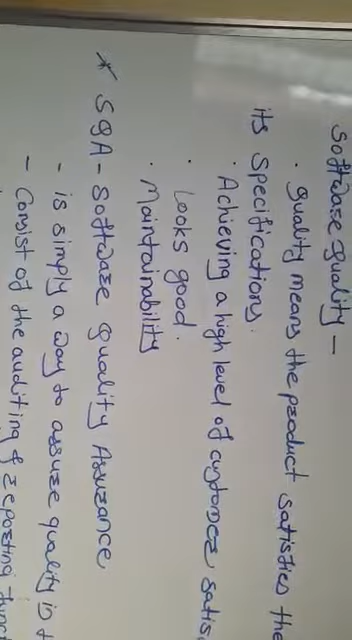 Software Quality -
· Quality means the product satisfies the
its specifications.
· Achieving a high level of customer satis
· Looks good.
· Maintainability
* SQA - Software Quality Assurance
- is simply a way to assure quality is
- Consist of the auditing & reporting